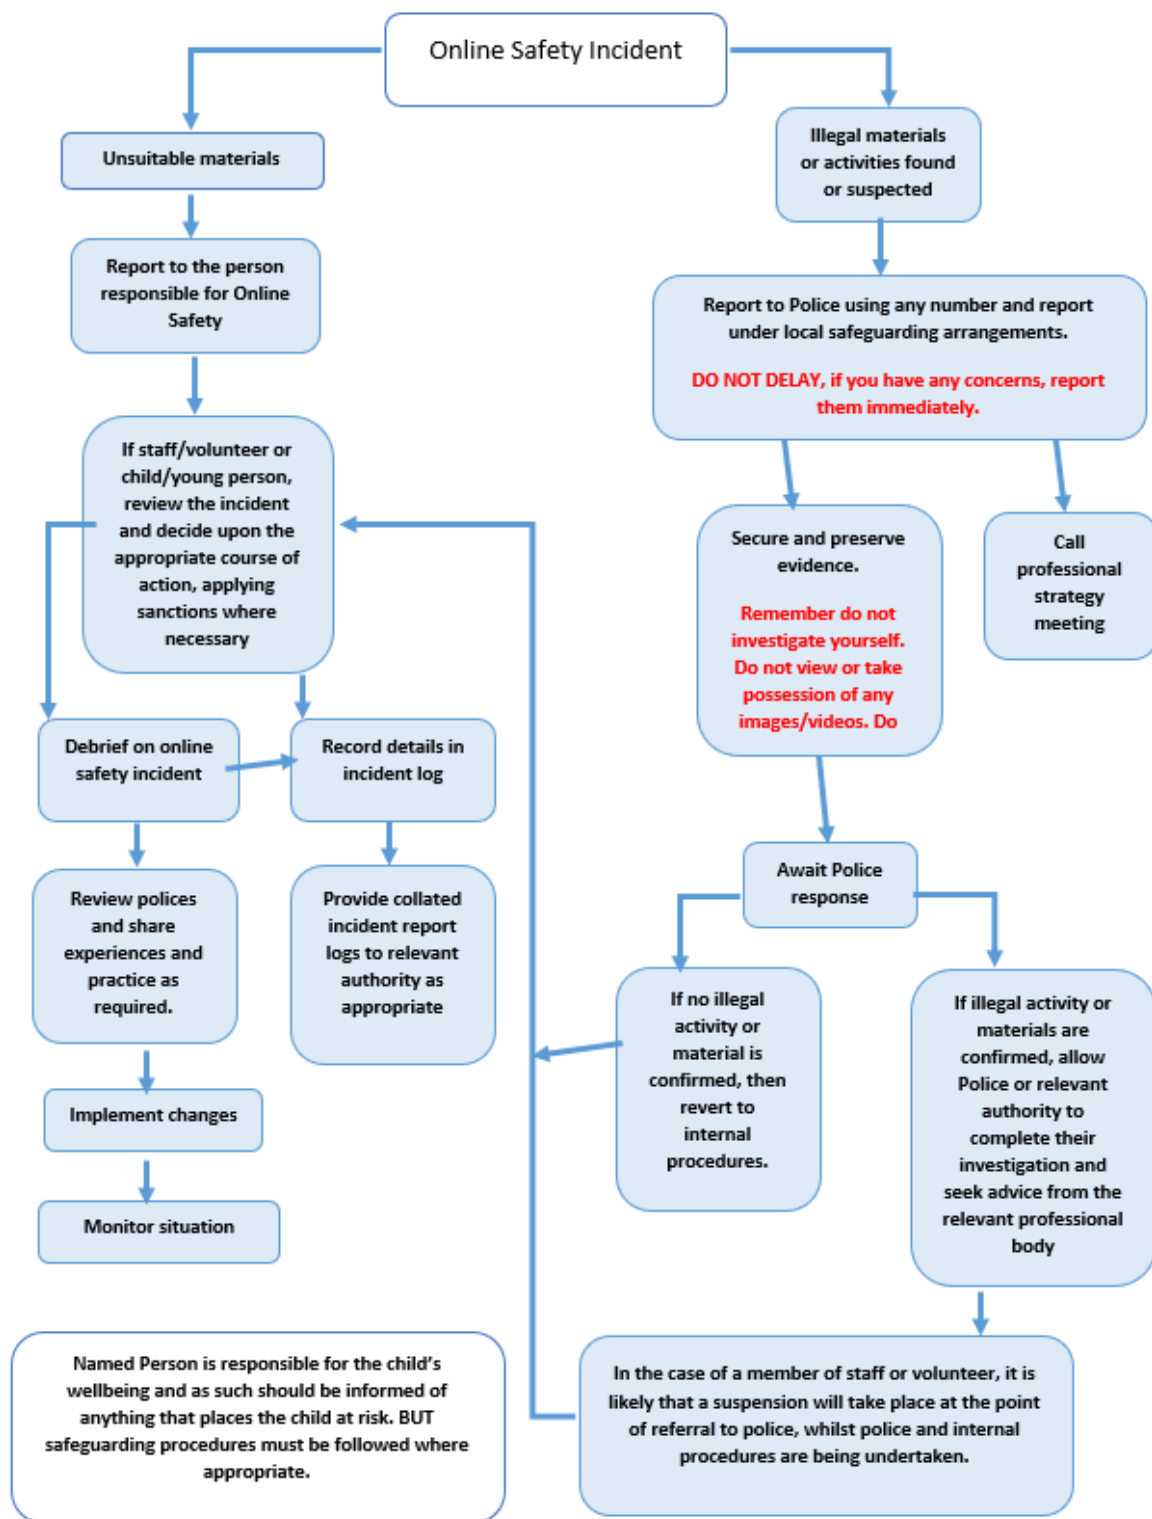 Online Safety Incident
Unsuitable materials
Illegal materials
or activities found
or suspected
Report to the person
responsible for Online
Safety
Report to Police using any number and report
under local safeguarding arrangements.
DO NOT DELAY, if you have any concerns, report
them immediately.
If staff/volunteer or
child/young person,
review the incident
and decide upon the
appropriate course of
action, applying
sanctions where
necessary
Secure and preserve
evidence.
Remember do not
investigate yourself.
Do not view or take
possession of any
images/videos. Do
Call
professional
strategy
meeting
Debrief on online
safety incident
Record details in
incident log
Review polices
and share
experiences and
practice as
required.
Provide collated
incident report
logs to relevant
authority as
appropriate
Await Police
response
If no illegal
activity or
material is
confirmed, then
revert to
internal
procedures.
If illegal activity or
materials are
confirmed, allow
Police or relevant
authority to
complete their
investigation and
seek advice from the
relevant professional
body
Implement changes
Monitor situation
Named Person is responsible for the child’s
wellbeing and as such should be informed of
anything that places the child at risk. BUT
safeguarding procedures must be followed where
appropriate.
In the case of a member of staff or volunteer, it is
likely that a suspension will take place at the point
of referral to police, whilst police and internal
procedures are being undertaken.